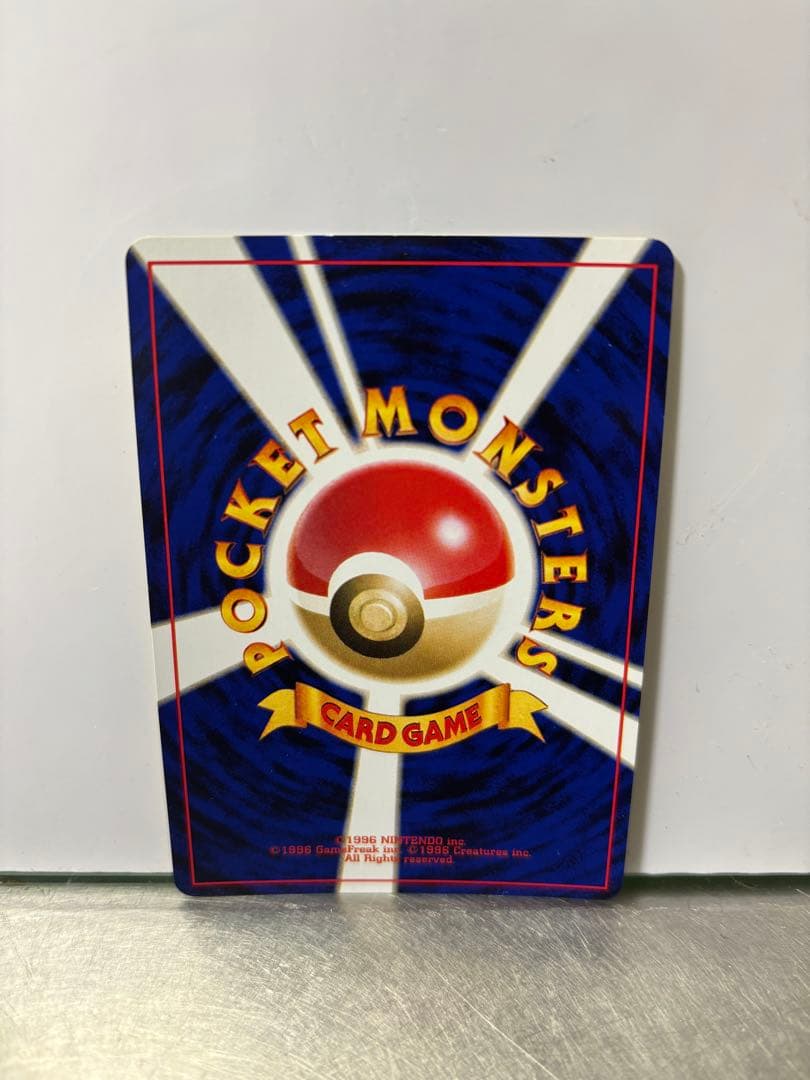 POCKET MONSTERS
CARD GAME
©1996 NINTENDO inc.
©1996 GameFreak inc. ©1996 Creatures inc.
All Rights reserved.